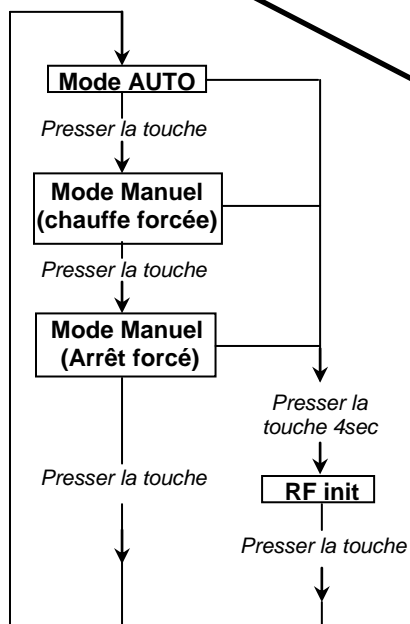 Mode AUTO
Presser la touche
Mode Manuel
(chauffe forcée)
Presser la touche
Mode Manuel
(Arrêt forcé)
Presser la
touche 4sec
Presser la touche
RF init
Presser la touche